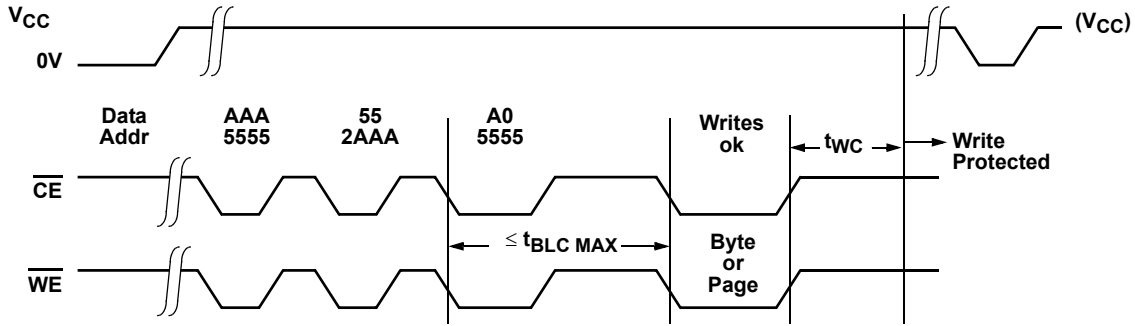 VCC
(VCC)
0V
Data
Addr
AAA
5555
55
2AAA
A0
5555
Writes
ok
tWC
Write
Protected
CE
≤ tBLC MAX
Byte
or
Page
WE